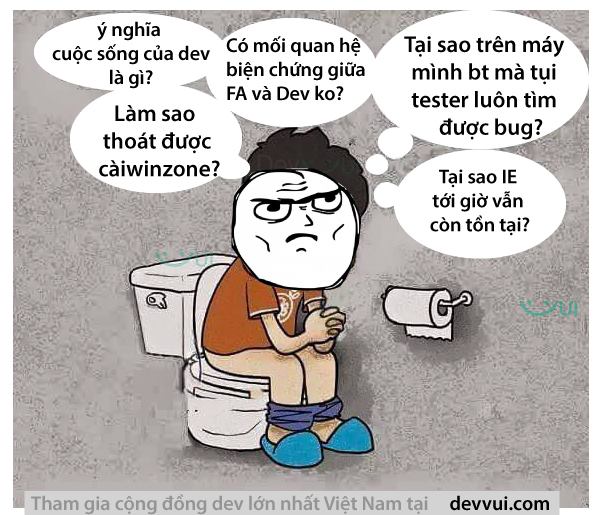 ý nghĩa
cuộc sống của dev
là gì?
Có mối quan hệ
biện chứng giữa
FA và Dev ko?
Tại sao trên máy
mình bt mà tụi
tester luôn tìm
được bug?
Làm sao
thoát được
càiwinzone?
Tại sao IE
tới giờ vẫn
còn tồn tại?
UI
UI
Tham gia cộng đồng dev lớn nhất Việt Nam tại devvui.com